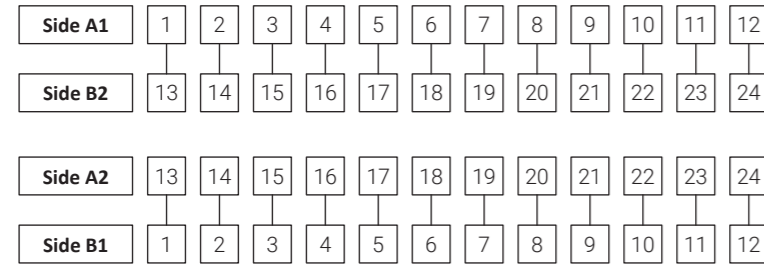 Side A1 1 2 3 4 5 6 7 8 9 10 11 12
Side B2 13 14 15 16 17 18 19 20 21 22 23 24
Side A2 13 14 15 16 17 18 19 20 21 22 23 24
Side B1 1 2 3 4 5 6 7 8 9 10 11 12